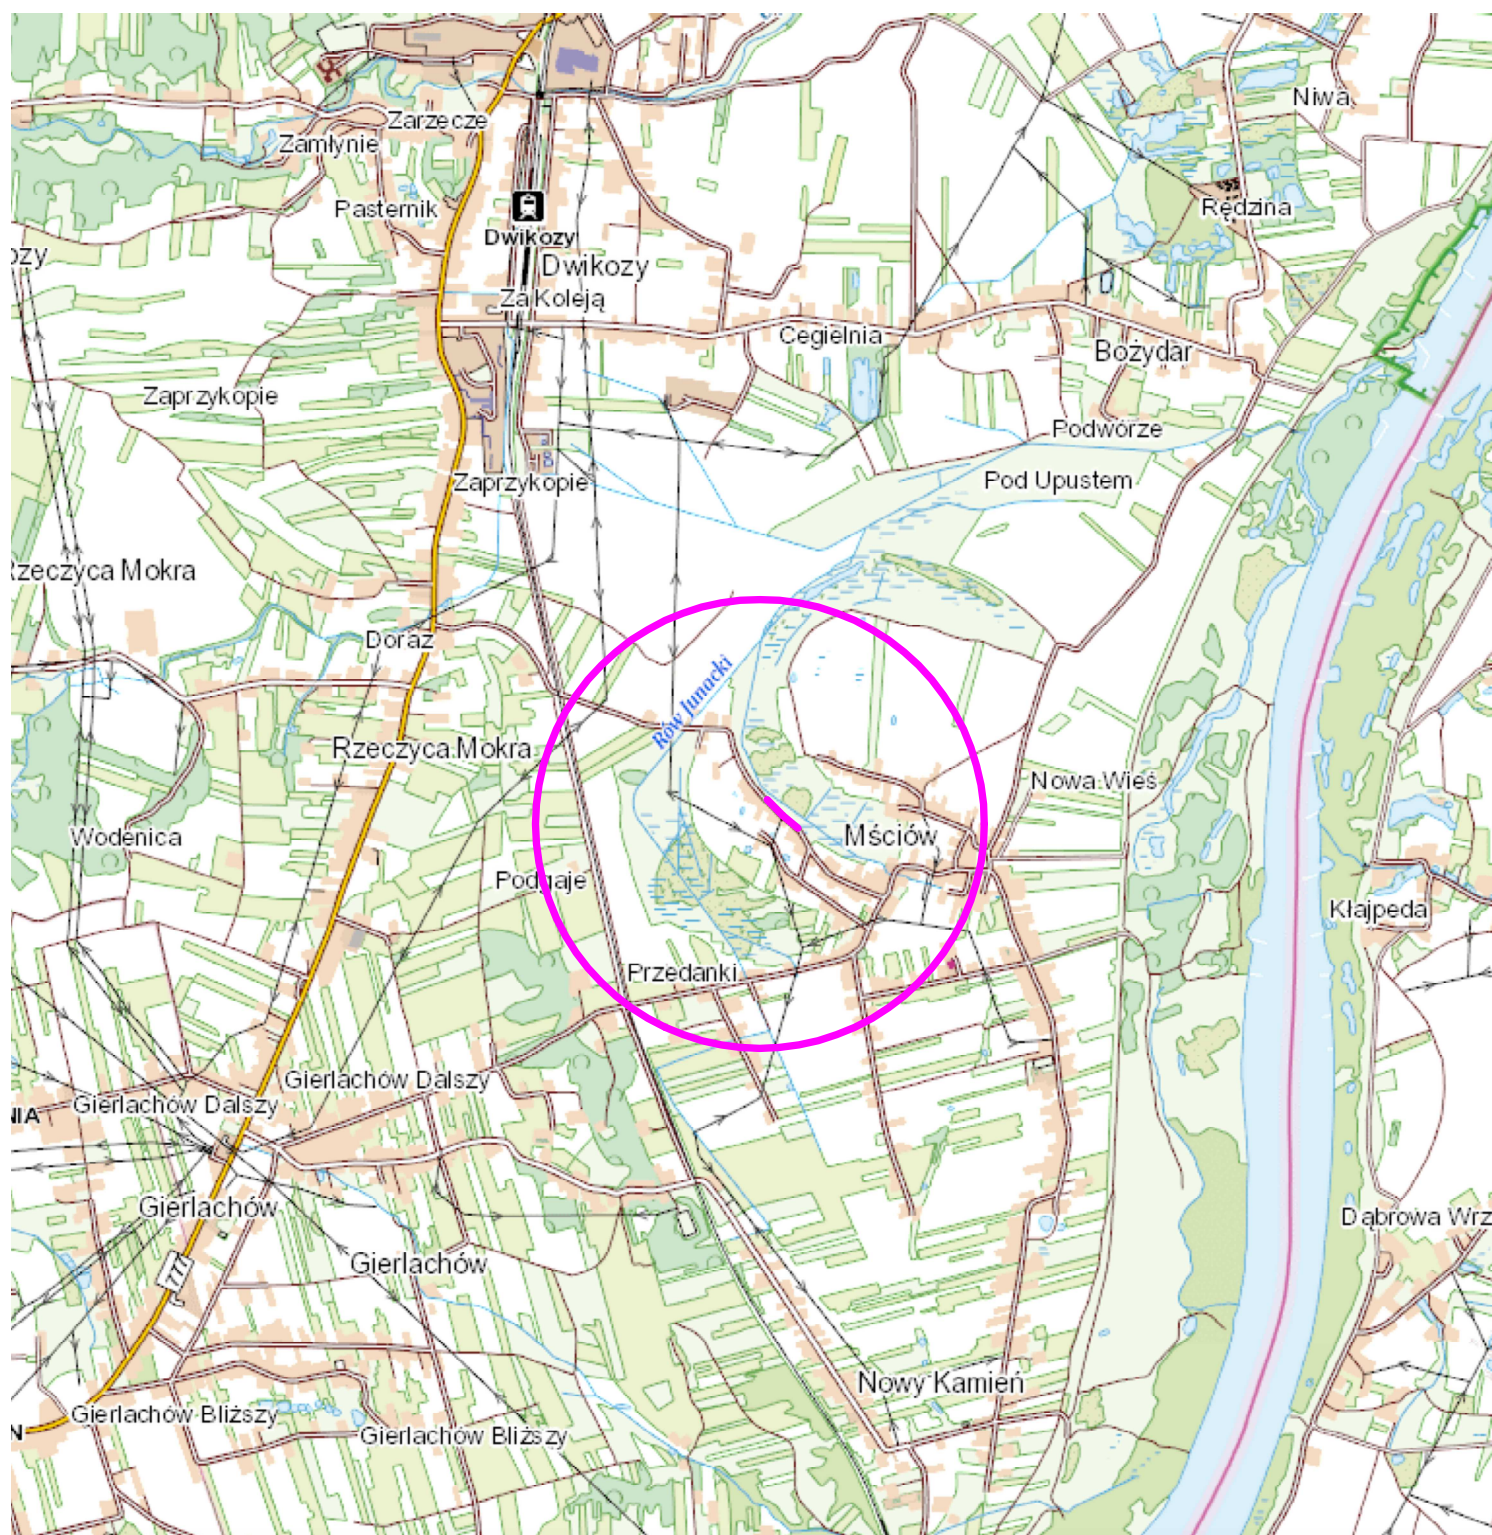 Niwa
Zarzecze
Zamłynie
Pasternik
Rędzina
Dwikozy
ozy
Dwikozy
Za Koleją
Cegielnia
Bożydar
Zaprzykopie
Podwórze
Zaprzykopie
Pod Upustem
Rzeczyca Mokra
Doraz
Rów Junacki
Rzeczyca Mokra
Nowa Wieś
Wodenica
Mściów
Podgaje
Kłajpeda
Przedanki
Gierlachów Dalszy
Gierlachów Dalszy
NIA
Gierlachów
Dąbrowa Wrz
Gierlachów
777
Nowy Kamień
Gierlachów Bliższy
N
Gierlachów Bliższy